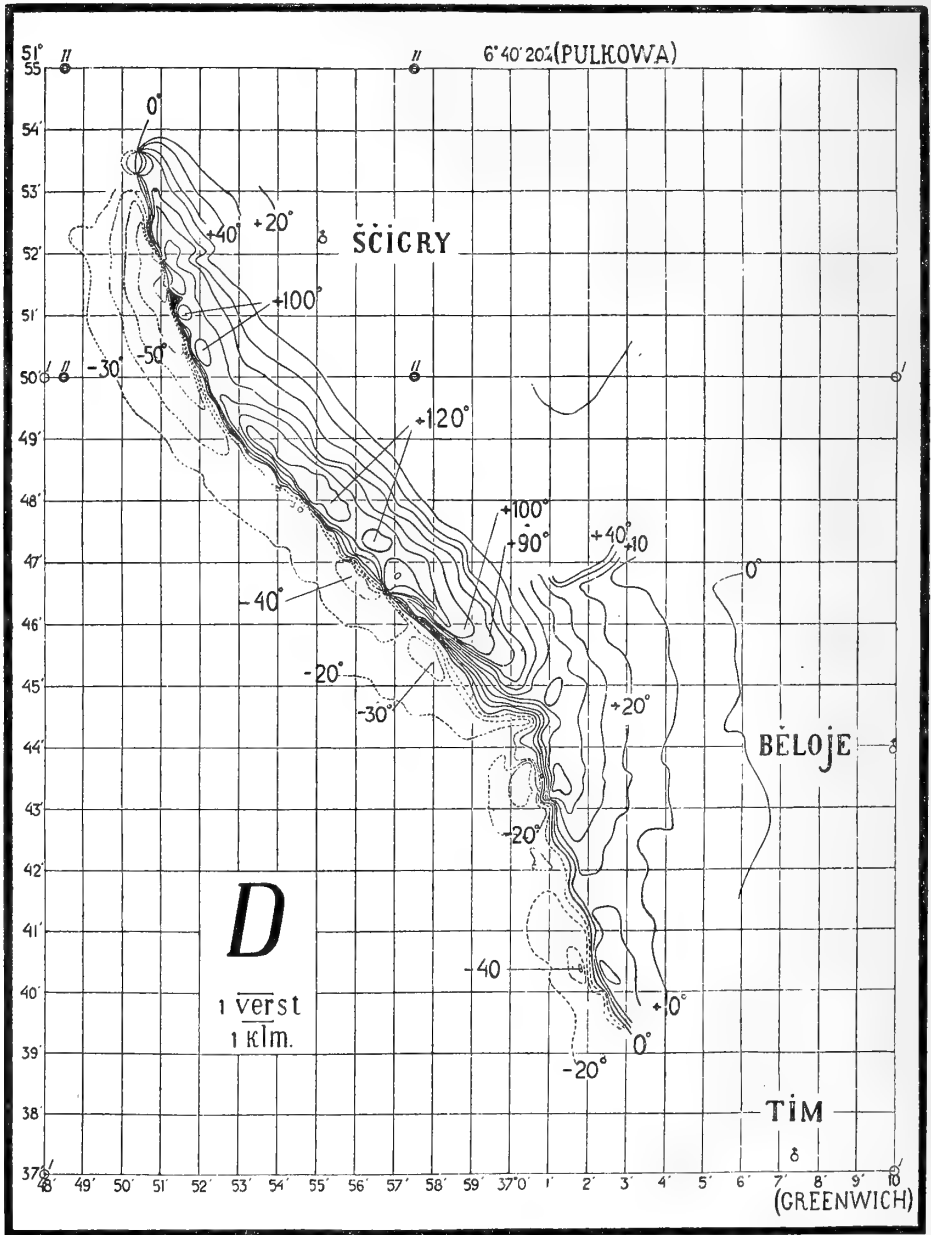 51° 55' II II 6° 40' 20¼ (PULKOWA)
54' 0°
53'
+40° +20°
52' ŠČIGRY
51' +100°
-30° -50°
50' I II II I
49' +120°
48'
+100°
+90° +40° +10
47' 0°
-40°
46'
-20°
45' -30° +20°
44' BĚLOJE
43'
-20°
42'
41' D
-40
40' 1 verst +0°
1 Klm.
39' 0°
-20°
38' TIM
37' I I
48' 49' 50' 51' 52' 53' 54' 55' 56' 57' 58' 59' 37°0' 1' 2' 3' 4' 5' 6' 7' 8' 9' 10'
(GREENWICH)